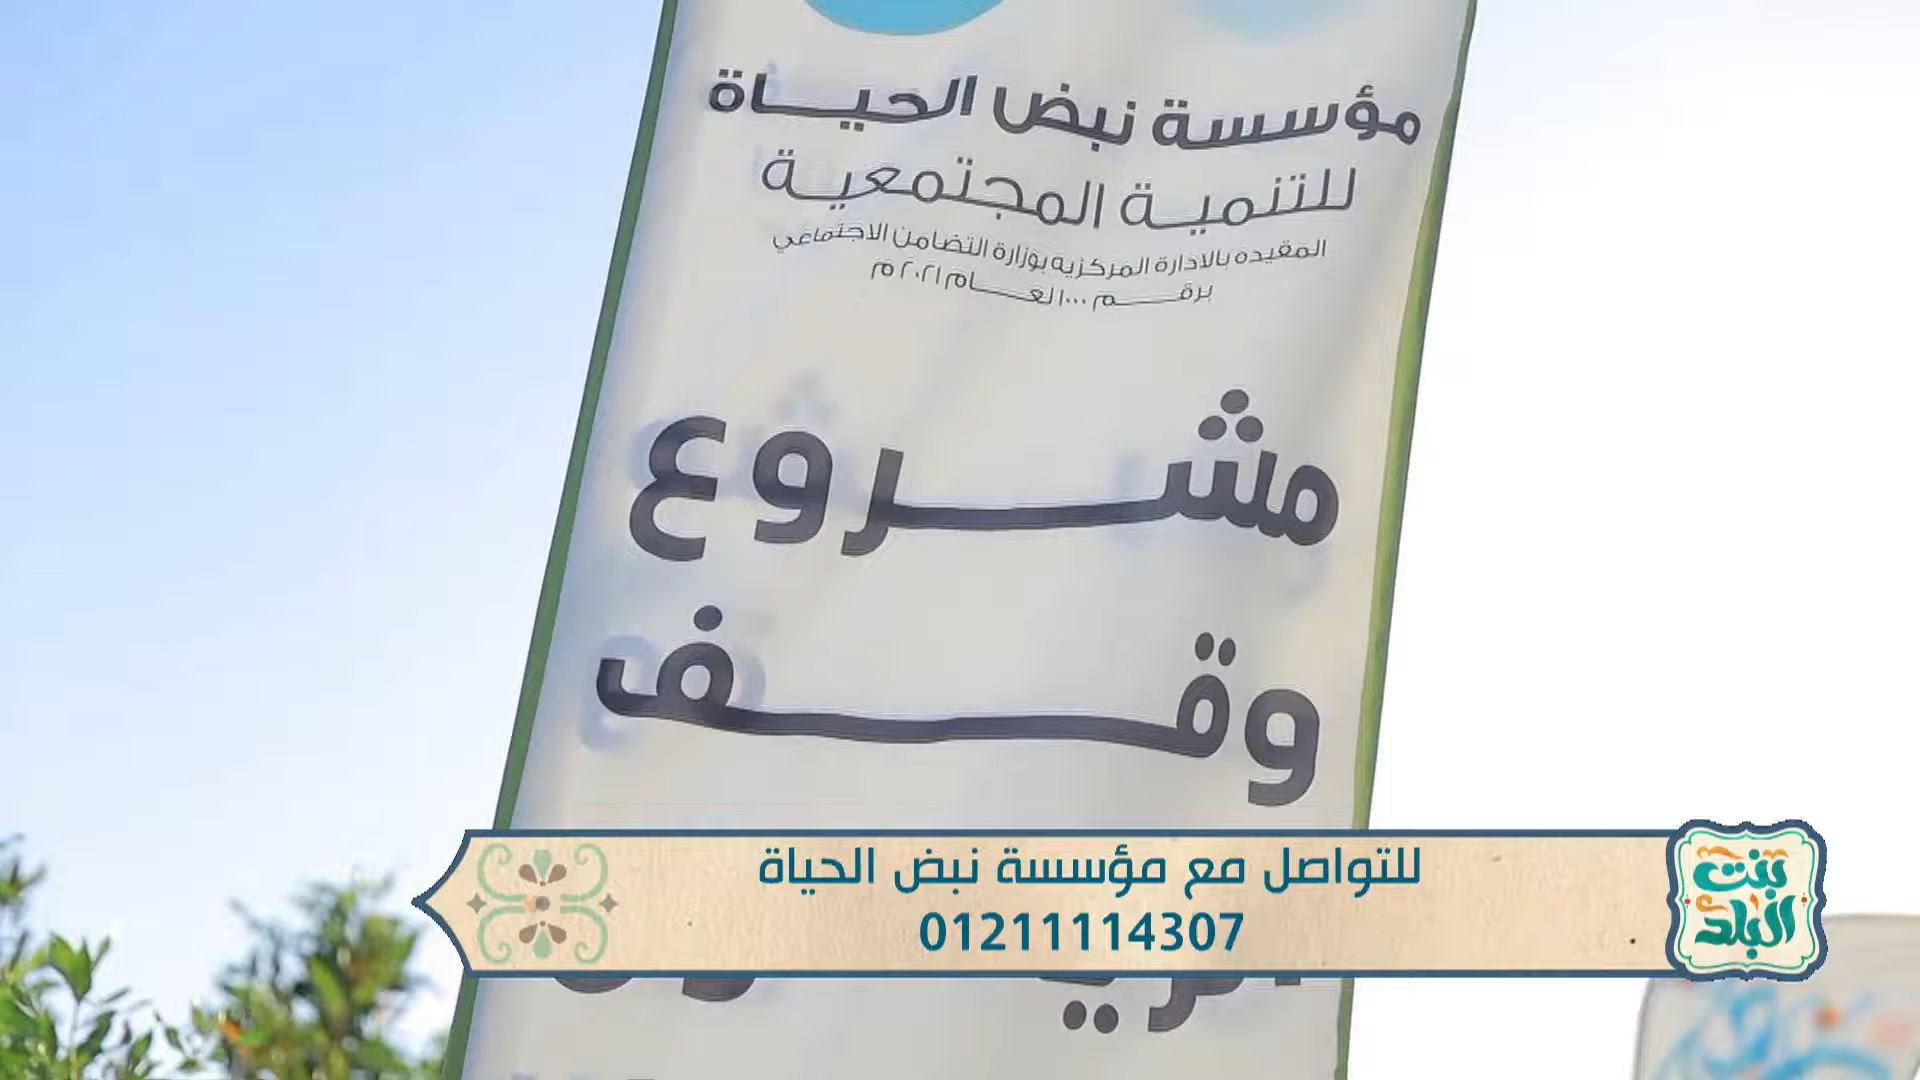 مؤسسة نبض الحياة
للتنمية المجتمعية
المقيده بالادارة المركزيه بوزارة التضامن الاجتماعي
برقم ١٠٠٠ لعام ٢٠٢١ م
مشروع
وقف
للتواصل مع مؤسسة نبض الحياة
01211114307
بنت
البلد